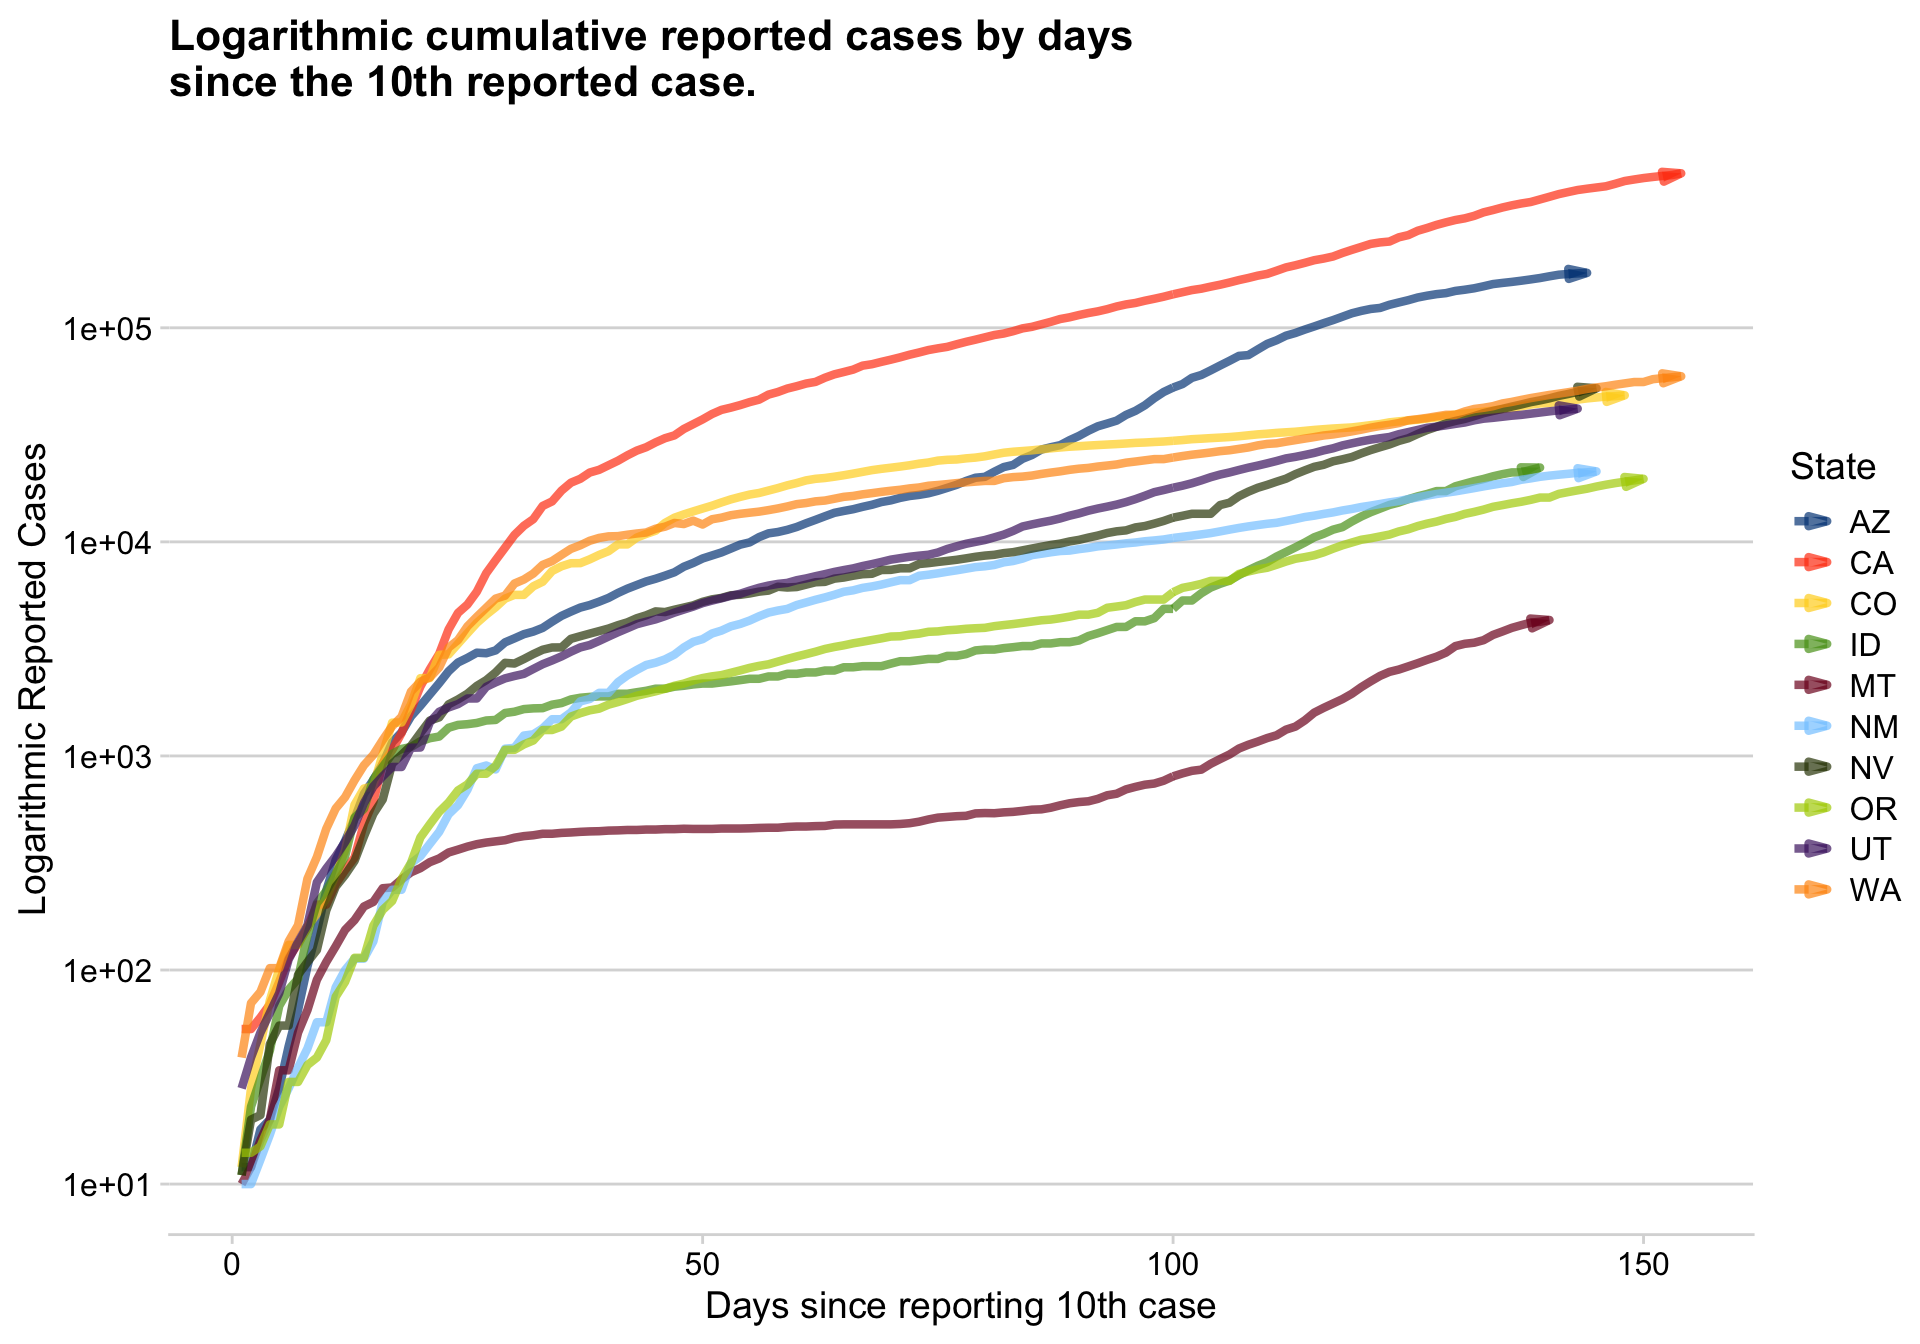 Logarithmic cumulative reported cases by days
since the 10th reported case.
Logarithmic Reported Cases
1e+05
1e+04
1e+03
1e+02
1e+01
0 50 100 150
Days since reporting 10th case
State
AZ
CA
CO
ID
MT
NM
NV
OR
UT
WA